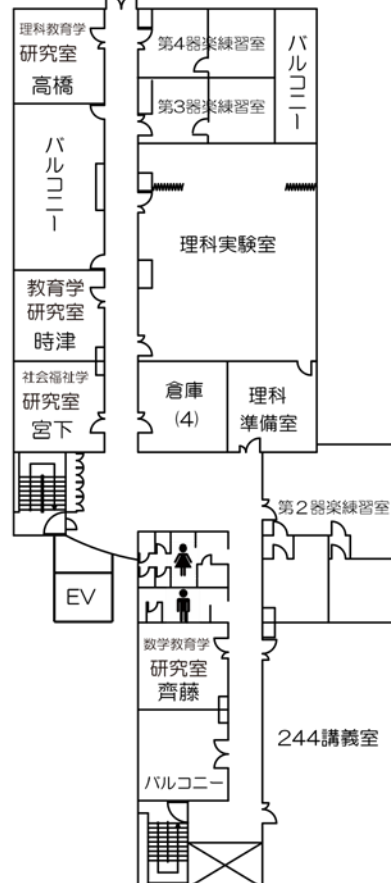 理科教育学
研究室
高橋
第4器楽練習室
バルコニー
第3器楽練習室
バルコニー
理科実験室
教育学
研究室
時津
社会福祉学
研究室
宮下
倉庫
(4)
理科
準備室
第2器楽練習室
EV
数学教育学
研究室
齊藤
244講義室
バルコニー